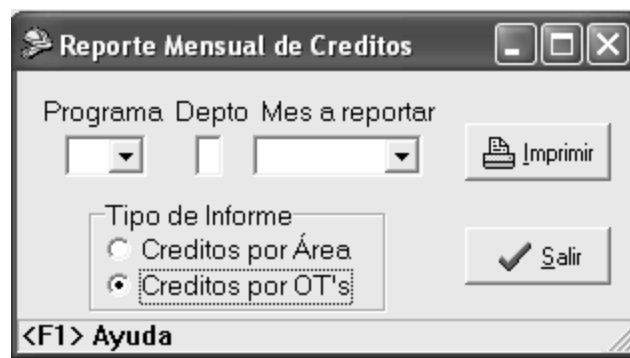 Reporte Mensual de Creditos
Programa Depto Mes a reportar
Imprimir
Tipo de Informe
Creditos por Área
Creditos por OT's
Salir
<F1> Ayuda